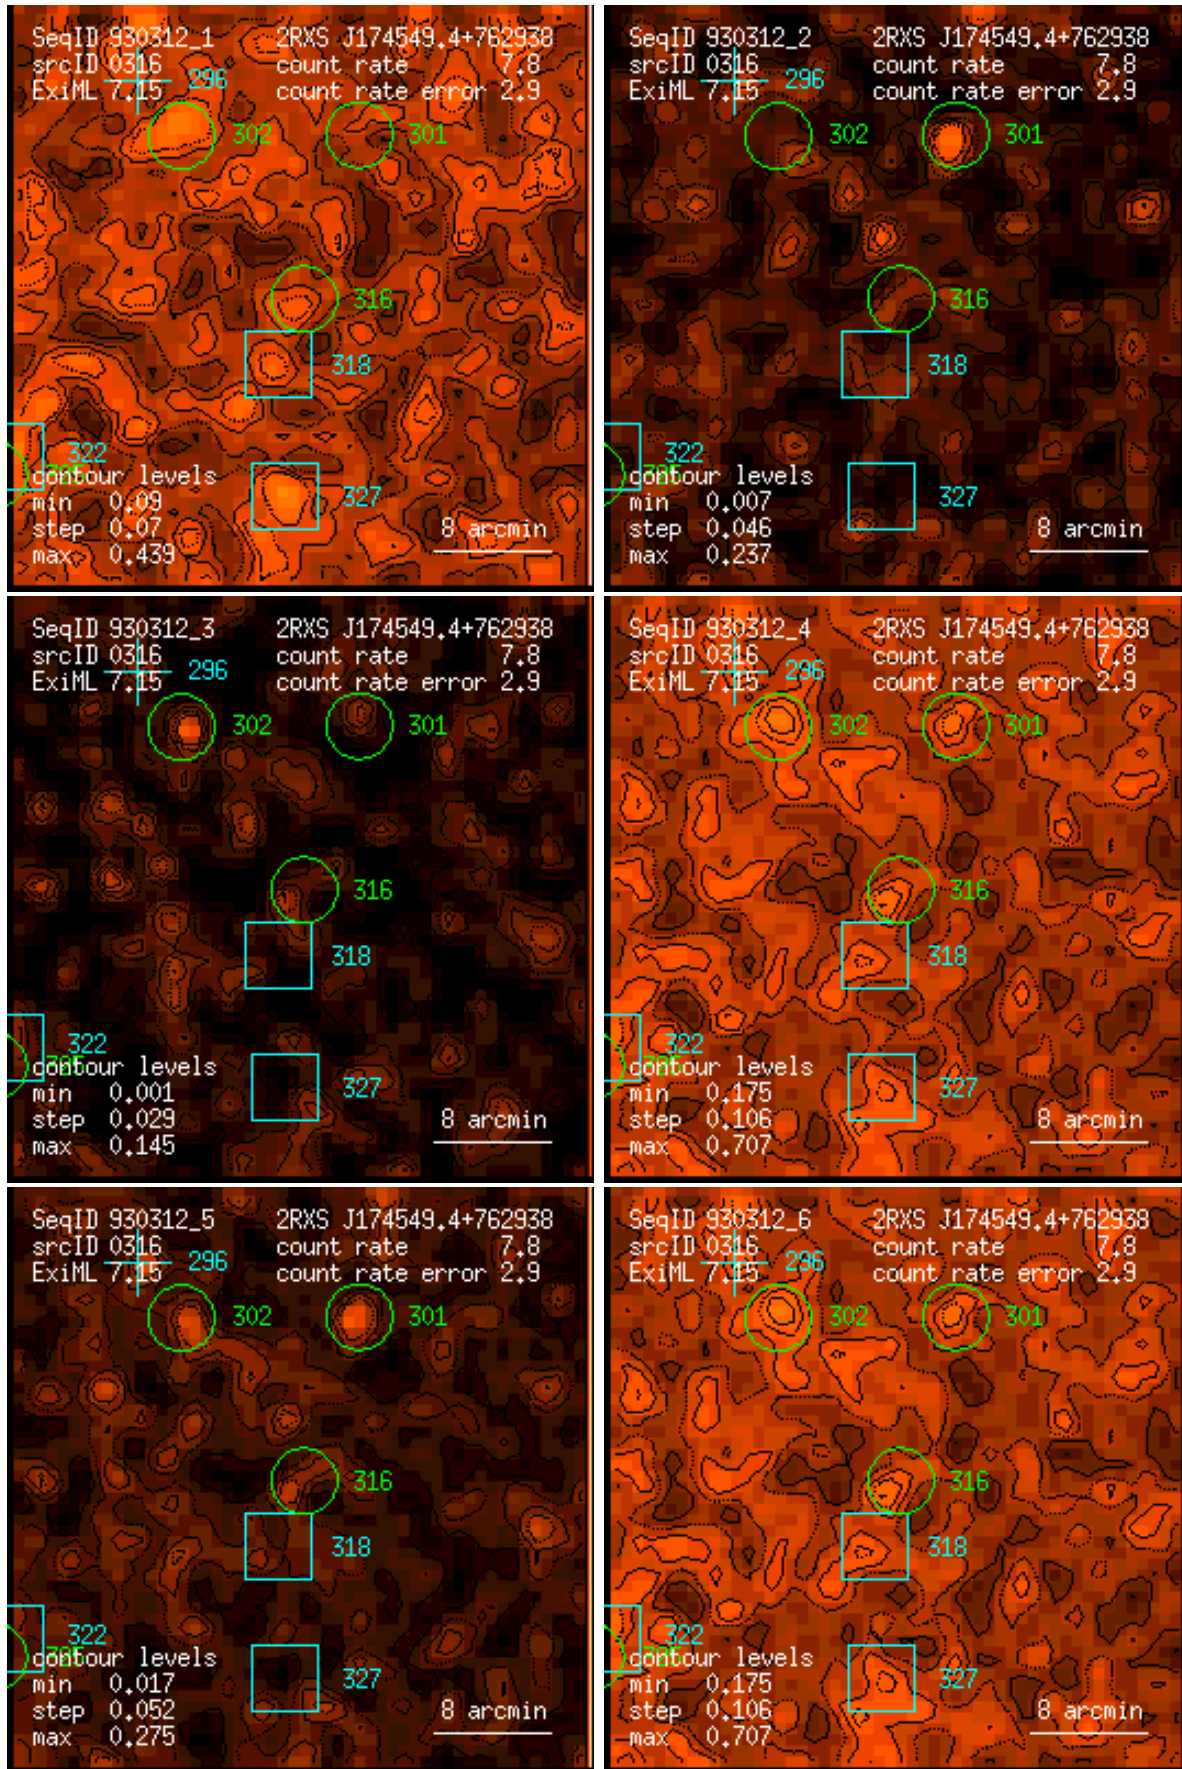 SeqID 930312_1 2RXS J174549.4+762938
srcID 0316 count rate 7.8
ExiML 7.15 count rate error 2.9
296
302 301
316
318
322
contour levels
min 0.09
327
step 0.07 8 arcmin
max 0.439
SeqID 930312_2 2RXS J174549.4+762938
srcID 0316 count rate 7.8
ExiML 7.15 count rate error 2.9
296
302 301
316
318
322
contour levels
min 0.007
327
step 0.046 8 arcmin
max 0.237
SeqID 930312_3 2RXS J174549.4+762938
srcID 0316 count rate 7.8
ExiML 7.15 count rate error 2.9
296
302 301
316
318
322
contour levels
min 0.001
327
step 0.029 8 arcmin
max 0.145
SeqID 930312_4 2RXS J174549.4+762938
srcID 0316 count rate 7.8
ExiML 7.15 count rate error 2.9
296
302 301
316
318
322
contour levels
min 0.175
327
step 0.106 8 arcmin
max 0.707
SeqID 930312_5 2RXS J174549.4+762938
srcID 0316 count rate 7.8
ExiML 7.15 count rate error 2.9
296
302 301
316
318
322
contour levels
min 0.017
327
step 0.052 8 arcmin
max 0.275
SeqID 930312_6 2RXS J174549.4+762938
srcID 0316 count rate 7.8
ExiML 7.15 count rate error 2.9
296
302 301
316
318
322
contour levels
min 0.175
327
step 0.106 8 arcmin
max 0.707